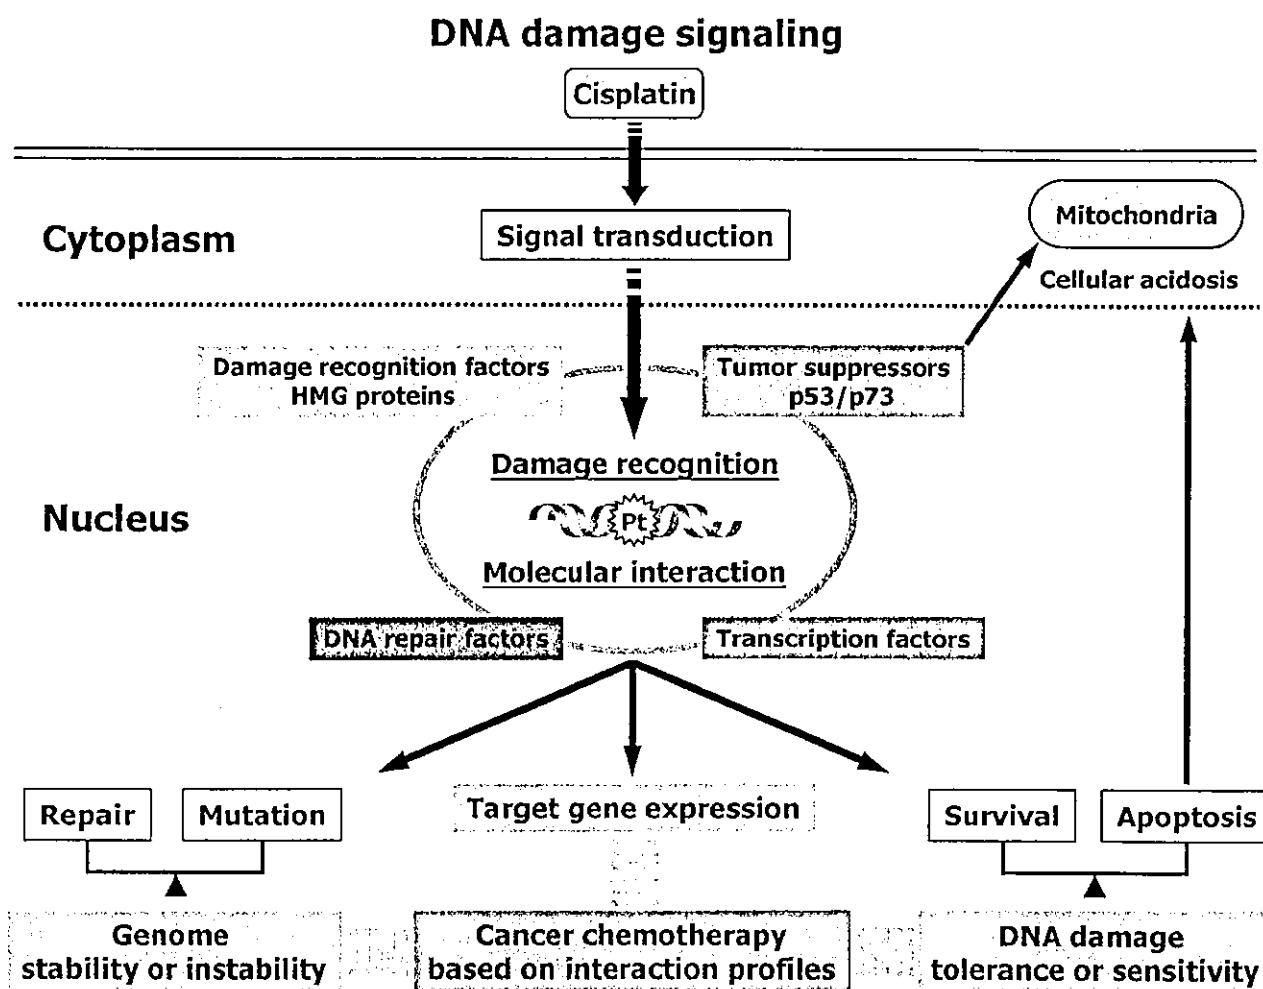 DNA damage signaling
Cisplatin
Cytoplasm
Signal transduction
Mitochondria
Cellular acidosis
Damage recognition factors
HMG proteins
Tumor suppressors
p53/p73
Damage recognition
Nucleus
Pt
Molecular interaction
DNA repair factors
Transcription factors
Repair
Mutation
Target gene expression
Survival
Apoptosis
Genome
stability or instability
Cancer chemotherapy
based on interaction profiles
DNA damage
tolerance or sensitivity